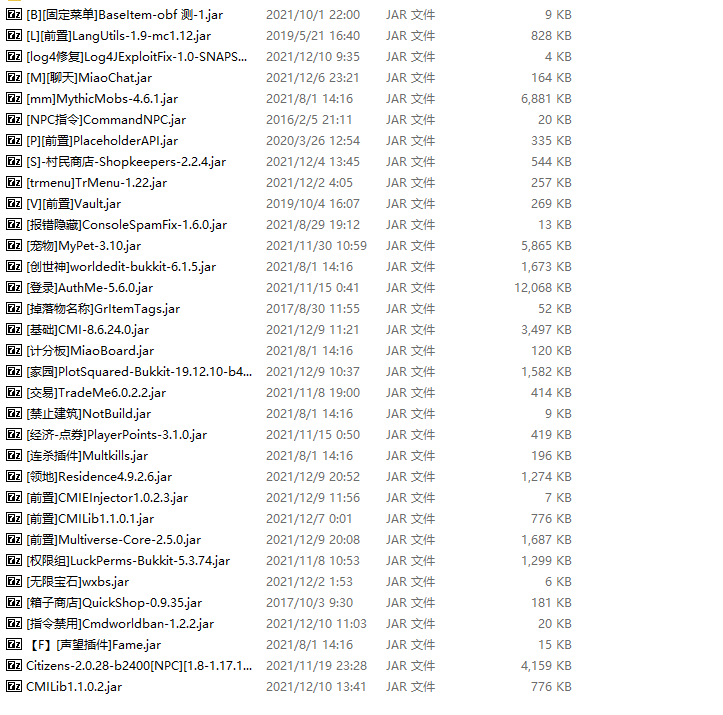 [B][固定菜单]BaseItem-obf 测-1.jar 2021/10/1 22:00 JAR 文件 9 KB
[L][前置]LangUtils-1.9-mc1.12.jar 2019/5/21 16:40 JAR 文件 828 KB
[log4修复]Log4JExploitFix-1.0-SNAPS... 2021/12/10 9:35 JAR 文件 4 KB
[M][聊天]MiaoChat.jar 2021/12/6 23:21 JAR 文件 164 KB
[mm]MythicMobs-4.6.1.jar 2021/8/1 14:16 JAR 文件 6,881 KB
[NPC指令]CommandNPC.jar 2016/2/5 21:11 JAR 文件 20 KB
[P][前置]PlaceholderAPI.jar 2020/3/26 12:54 JAR 文件 335 KB
[S]-村民商店-Shopkeepers-2.2.4.jar 2021/12/4 13:45 JAR 文件 544 KB
[trmenu]TrMenu-1.22.jar 2021/12/2 4:05 JAR 文件 257 KB
[V][前置]Vault.jar 2019/10/4 16:07 JAR 文件 269 KB
[报错隐藏]ConsoleSpamFix-1.6.0.jar 2021/8/29 19:12 JAR 文件 13 KB
[宠物]MyPet-3.10.jar 2021/11/30 10:59 JAR 文件 5,865 KB
[创世神]worldedit-bukkit-6.1.5.jar 2021/8/1 14:16 JAR 文件 1,673 KB
[登录]AuthMe-5.6.0.jar 2021/11/15 0:41 JAR 文件 12,068 KB
[掉落物名称]GrItemTags.jar 2017/8/30 11:55 JAR 文件 52 KB
[基础]CMI-8.6.24.0.jar 2021/12/9 11:21 JAR 文件 3,497 KB
[计分板]MiaoBoard.jar 2021/8/1 14:16 JAR 文件 120 KB
[家园]PlotSquared-Bukkit-19.12.10-b4... 2021/12/9 10:37 JAR 文件 1,582 KB
[交易]TradeMe6.0.2.2.jar 2021/11/8 19:00 JAR 文件 414 KB
[禁止建筑]NotBuild.jar 2021/8/1 14:16 JAR 文件 9 KB
[经济-点券]PlayerPoints-3.1.0.jar 2021/11/15 0:50 JAR 文件 419 KB
[连杀插件]Multkills.jar 2021/8/1 14:16 JAR 文件 196 KB
[领地]Residence4.9.2.6.jar 2021/12/9 20:52 JAR 文件 1,274 KB
[前置]CMIEInjector1.0.2.3.jar 2021/12/9 11:56 JAR 文件 7 KB
[前置]CMILib1.1.0.1.jar 2021/12/7 0:01 JAR 文件 776 KB
[前置]Multiverse-Core-2.5.0.jar 2021/12/9 20:08 JAR 文件 1,687 KB
[权限组]LuckPerms-Bukkit-5.3.74.jar 2021/11/8 10:53 JAR 文件 1,299 KB
[无限宝石]wxbs.jar 2021/12/2 1:53 JAR 文件 6 KB
[箱子商店]QuickShop-0.9.35.jar 2017/10/3 9:30 JAR 文件 181 KB
[指令禁用]Cmdworldban-1.2.2.jar 2021/12/10 11:03 JAR 文件 20 KB
【F】[声望插件]Fame.jar 2021/8/1 14:16 JAR 文件 15 KB
Citizens-2.0.28-b2400[NPC][1.8-1.17.1... 2021/11/19 23:28 JAR 文件 4,159 KB
CMILib1.1.0.2.jar 2021/12/10 13:41 JAR 文件 776 KB